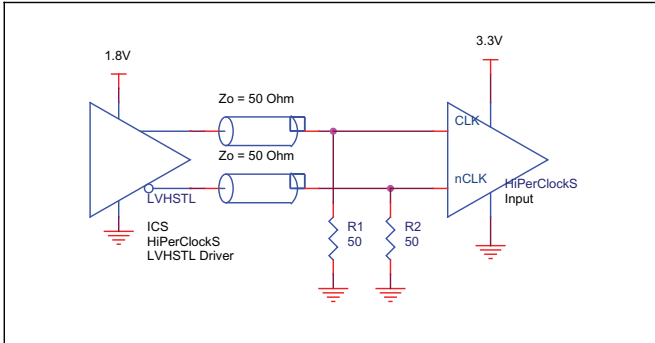 1.8V
3.3V
Zo = 50 Ohm
CLK
Zo = 50 Ohm
nCLK
LVHSTL
HiPerClockS
Input
ICS
HiPerClockS
LVHSTL Driver
R1
50
R2
50